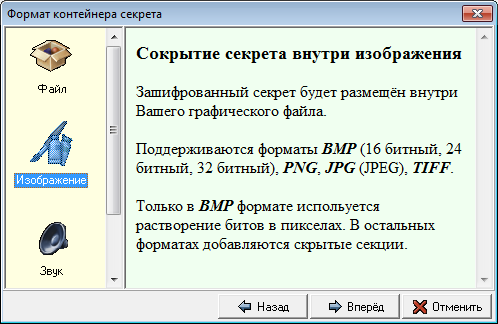 Формат контейнера секрета
Файл
Изображение
Звук
Сокрытие секрета внутри изображения
Зашифрованный секрет будет размещён внутри
Вашего графического файла.
Поддерживаются форматы BMP (16 битный, 24
битный, 32 битный), PNG, JPG (JPEG), TIFF.
Только в BMP формате испольуется
растворение битов в пикселах. В остальных
форматах добавляются скрытые секции.
Назад
Вперёд
Отменить